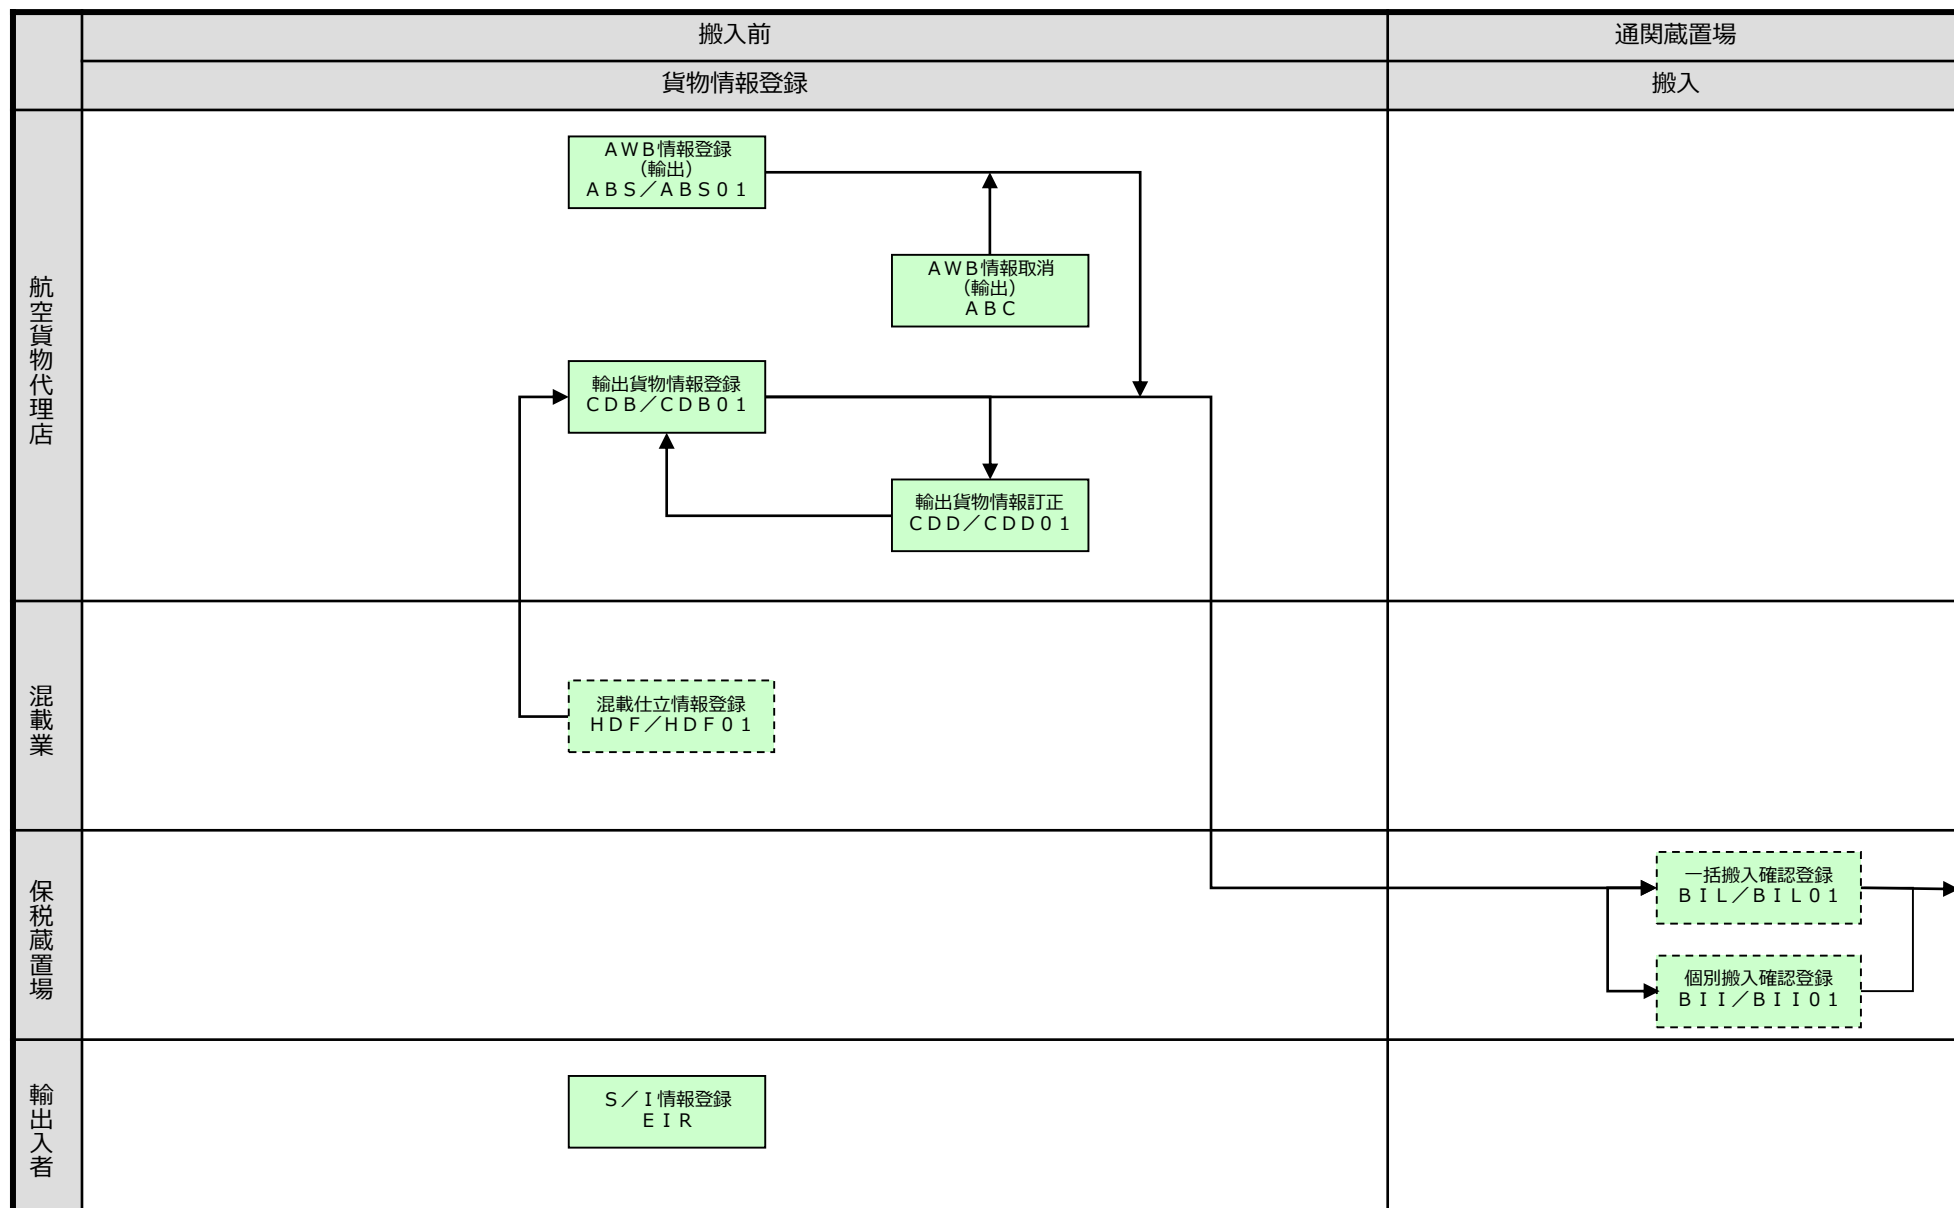 搬入前
通関蔵置場
貨物情報登録
搬入
航空貨物代理店
ＡＷＢ情報登録
（輸出）
ＡＢＳ／ＡＢＳ０１
ＡＷＢ情報取消
（輸出）
ＡＢＣ
輸出貨物情報登録
ＣＤＢ／ＣＤＢ０１
輸出貨物情報訂正
ＣＤＤ／ＣＤＤ０１
混載業
混載仕立情報登録
ＨＤＦ／ＨＤＦ０１
保税蔵置場
一括搬入確認登録
ＢＩＬ／ＢＩＬ０１
個別搬入確認登録
ＢＩＩ／ＢＩＩ０１
輸出入者
Ｓ／Ｉ情報登録
ＥＩＲ